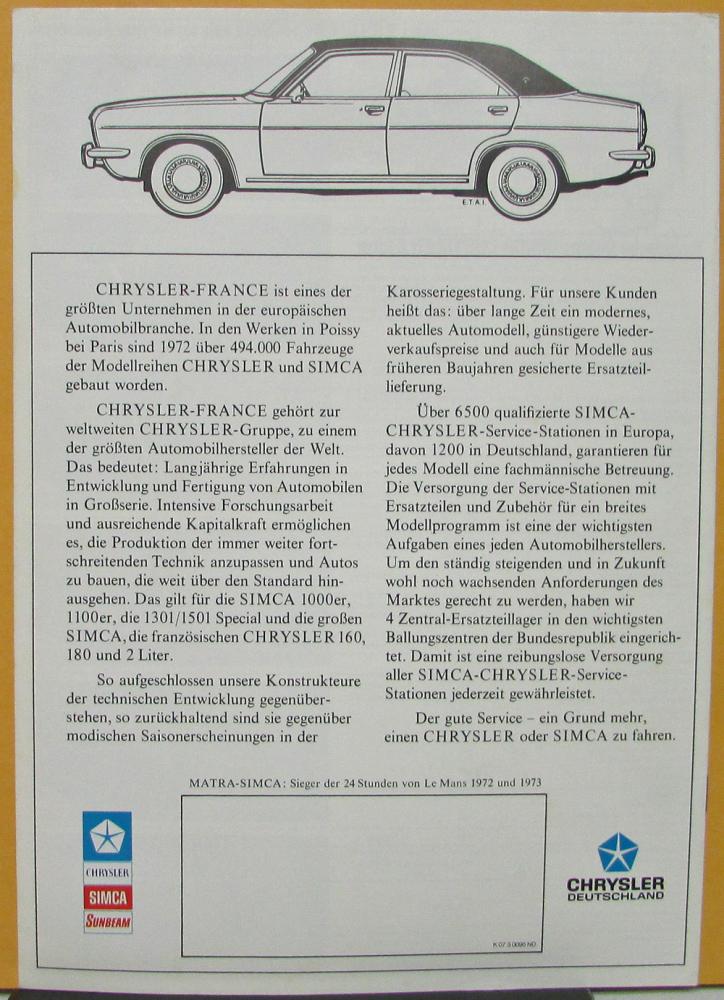 E.T.A.I.
CHRYSLER-FRANCE ist eines der
größten Unternehmen in der europäischen
Automobilbranche. In den Werken in Poissy
bei Paris sind 1972 über 494.000 Fahrzeuge
der Modellreihen CHRYSLER und SIMCA
gebaut worden.
CHRYSLER-FRANCE gehört zur
weltweiten CHRYSLER-Gruppe, zu einem
der größten Automobilhersteller der Welt.
Das bedeutet: Langjährige Erfahrungen in
Entwicklung und Fertigung von Automobilen
in Großserie. Intensive Forschungsarbeit
und ausreichende Kapitalkraft ermöglichen
es, die Produktion der immer weiter fort-
schreitenden Technik anzupassen und Autos
zu bauen, die weit über den Standard hin-
ausgehen. Das gilt für die SIMCA 1000er,
1100er, die 1301/1501 Special und die großen
SIMCA, die französischen CHRYSLER 160,
180 und 2 Liter.
So aufgeschlossen unsere Konstrukteure
der technischen Entwicklung gegenüber-
stehen, so zurückhaltend sind sie gegenüber
modischen Saisonerscheinungen in der
Karosseriegestaltung. Für unsere Kunden
heißt das: über lange Zeit ein modernes,
aktuelles Automodell, günstigere Wieder-
verkaufspreise und auch für Modelle aus
früheren Baujahren gesicherte Ersatzteil-
lieferung.
Über 6500 qualifizierte SIMCA-
CHRYSLER-Service-Stationen in Europa,
davon 1200 in Deutschland, garantieren für
jedes Modell eine fachmännische Betreuung.
Die Versorgung der Service-Stationen mit
Ersatzteilen und Zubehör für ein breites
Modellprogramm ist eine der wichtigsten
Aufgaben eines jeden Automobilherstellers.
Um den ständig steigenden und in Zukunft
wohl noch wachsenden Anforderungen des
Marktes gerecht zu werden, haben wir
4 Zentral-Ersatzteillager in den wichtigsten
Ballungszentren der Bundesrepublik eingerich-
tet. Damit ist eine reibungslose Versorgung
aller SIMCA-CHRYSLER-Service-
Stationen jederzeit gewährleistet.
Der gute Service – ein Grund mehr,
einen CHRYSLER oder SIMCA zu fahren.
MATRA-SIMCA: Sieger der 24 Stunden von Le Mans 1972 und 1973
CHRYSLER
SIMCA
SUNBEAM
CHRYSLER
DEUTSCHLAND